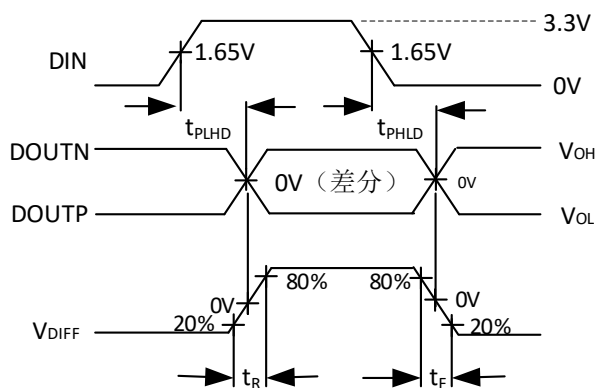 3.3V
DIN
1.65V
1.65V
0V
tPLHD
tPHLD
DOUTN
VOH
0V（差分）
0V
DOUTP
VOL
80%
80%
0V
0V
VDIFF
20%
20%
tR
tF